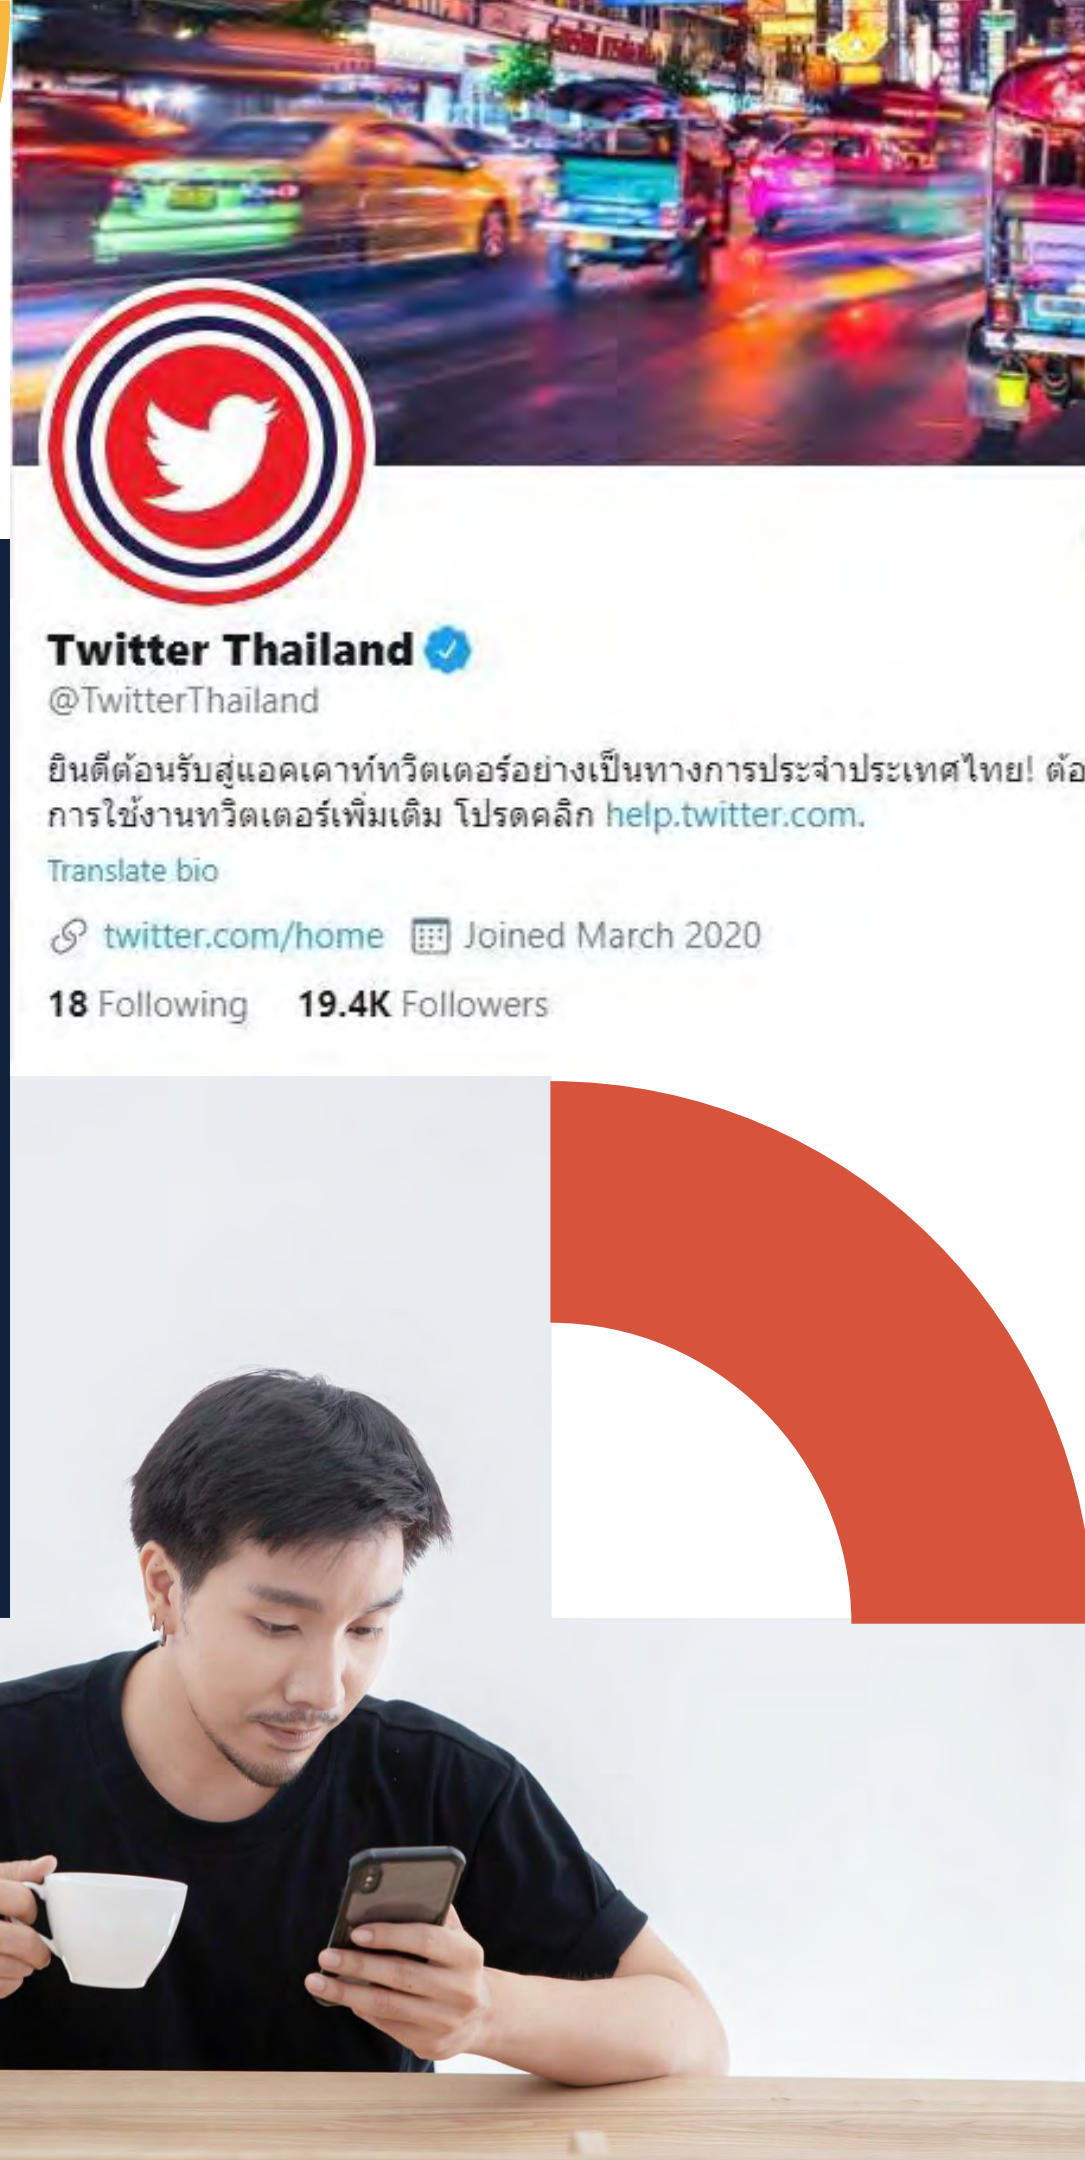 Twitter Thailand
@TwitterThailand
ยินดีต้อนรับสู่แอคเคาท์ทวิตเตอร์อย่างเป็นทางการประจำประเทศไทย! ต้อ
การใช้งานทวิตเตอร์เพิ่มเติม โปรดคลิก help.twitter.com.
Translate bio
twitter.com/home Joined March 2020
18 Following 19.4K Followers